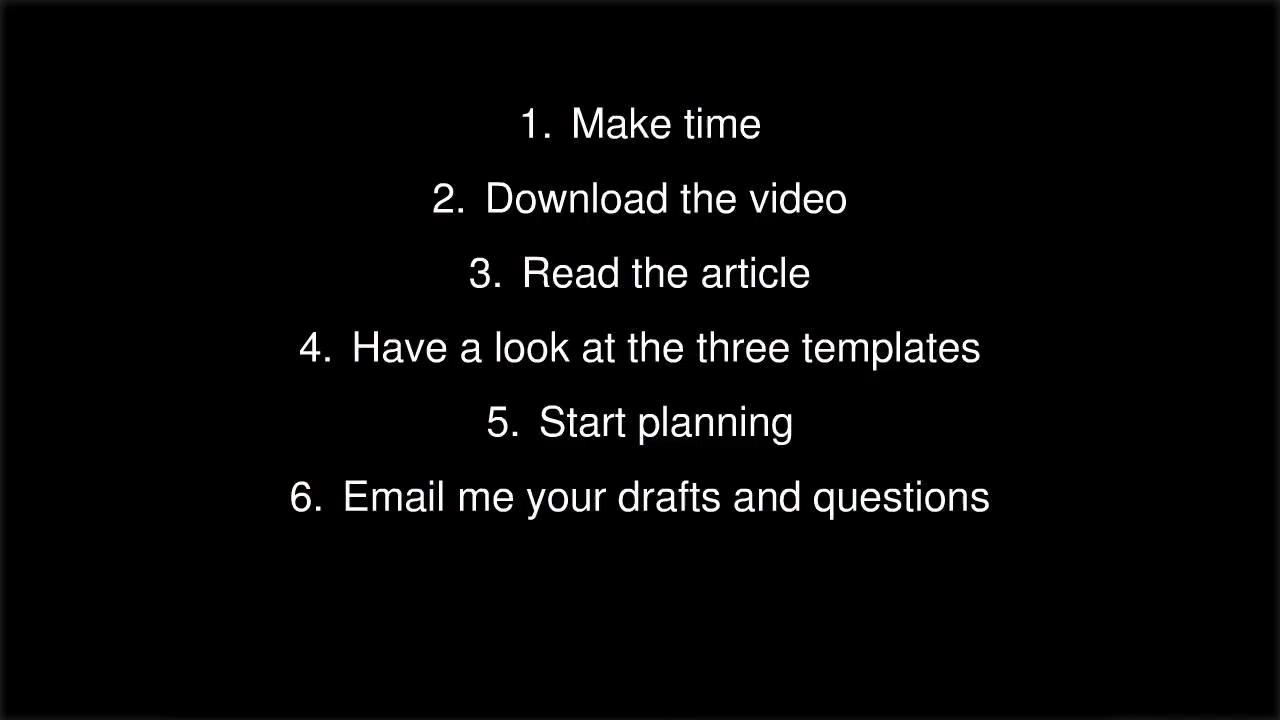 1. Make time
2. Download the video
3. Read the article
4. Have a look at the three templates
5. Start planning
6. Email me your drafts and questions